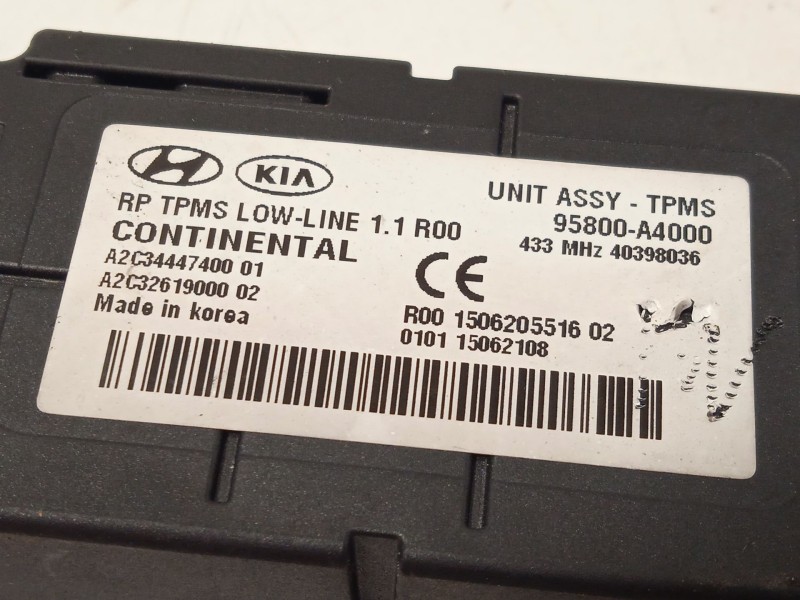 KIA
RP TPMS LOW-LINE 1.1 R00
CONTINENTAL
A2C34447400 01
A2C32619000 02
Made in korea
UNIT ASSY - TPMS
95800-A4000
433 MHz 40398036
CE
R00 1506205516 02
0101 15062108